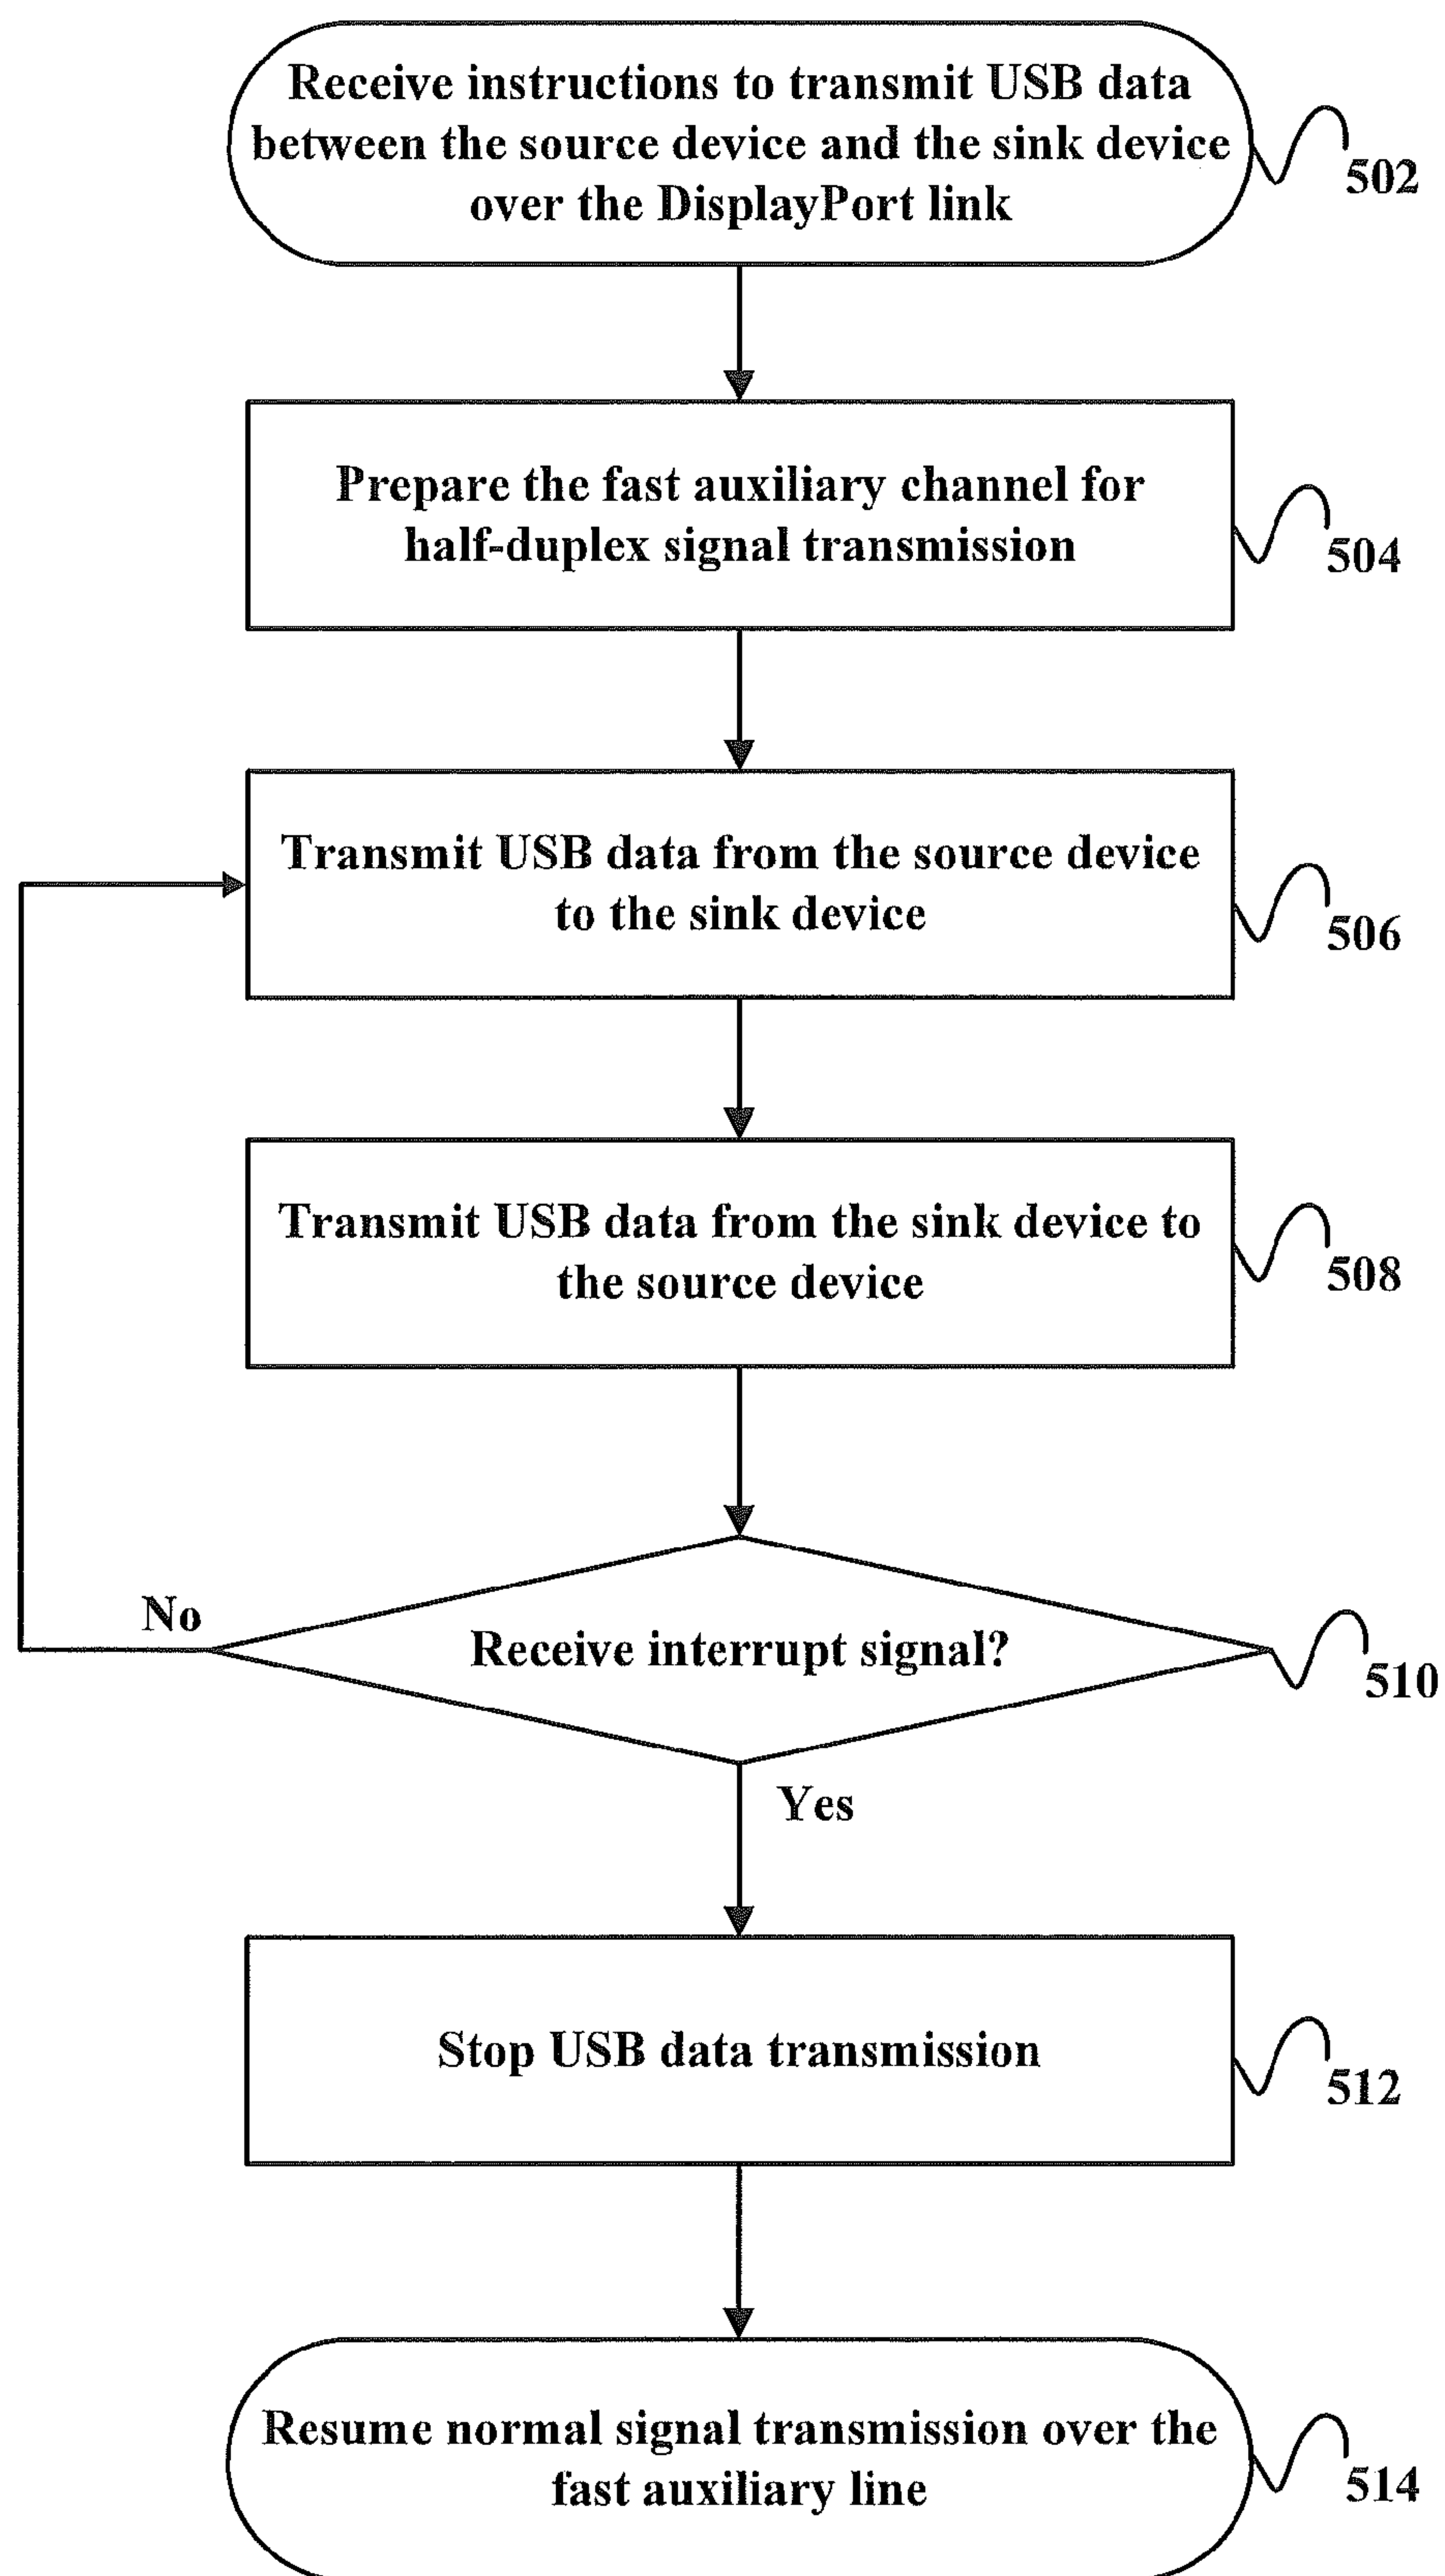 Receive instructions to transmit USB data
between the source device and the sink device
over the DisplayPort link
502
Prepare the fast auxiliary channel for
half-duplex signal transmission
504
Transmit USB data from the source device
to the sink device
506
Transmit USB data from the sink device to
the source device
508
No
Receive interrupt signal?
510
Yes
Stop USB data transmission
512
Resume normal signal transmission over the
fast auxiliary line
514